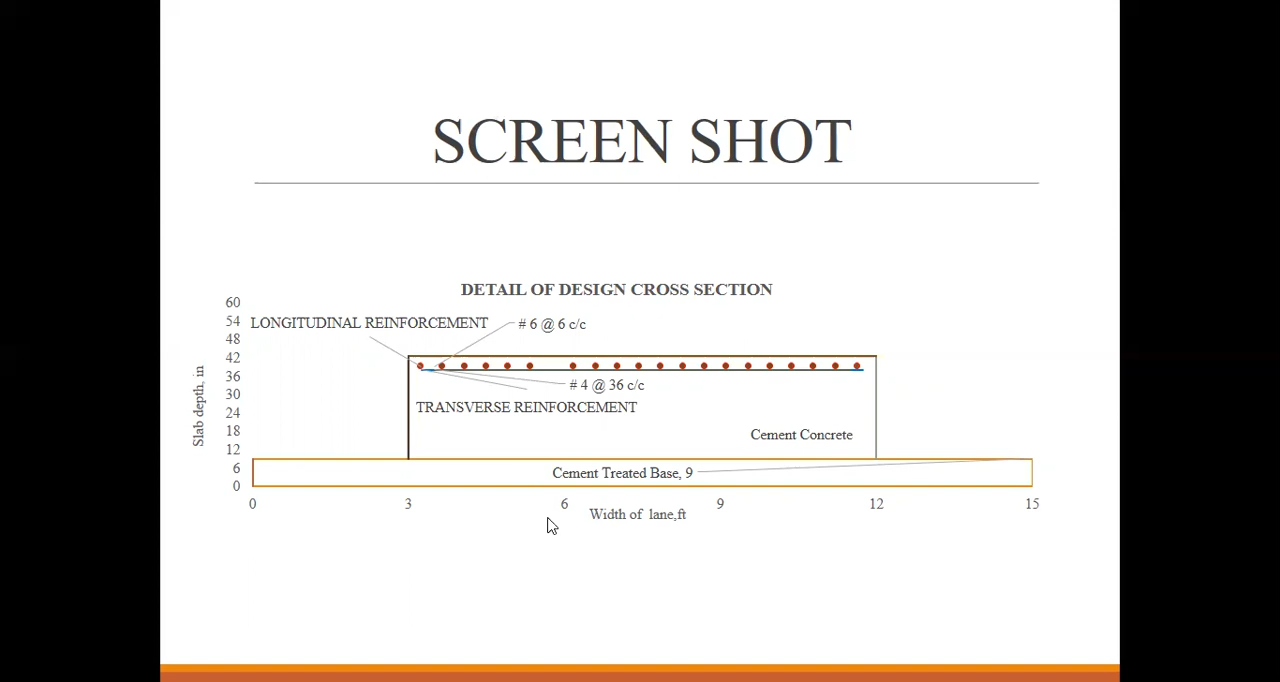 SCREEN SHOT
DETAIL OF DESIGN CROSS SECTION
60
54
48
42
36
30
24
18
12
6
0
Slab depth, in
LONGITUDINAL REINFORCEMENT
# 6 @ 6 c/c
# 4 @ 36 c/c
TRANSVERSE REINFORCEMENT
Cement Concrete
Cement Treated Base, 9
0 3 6 9 12 15
Width of lane,ft